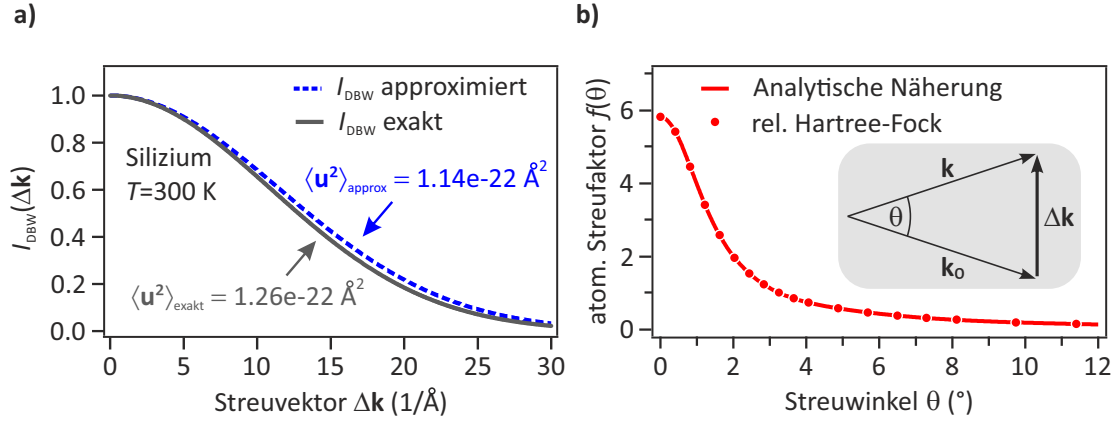 a)
I_DBW(Δk)
1.0
0.8
0.6
0.4
0.2
0.0
I_DBW approximiert
I_DBW exakt
Silizium
T=300 K
⟨u²⟩approx = 1.14e-22 Å²
⟨u²⟩exakt = 1.26e-22 Å²
0 5 10 15 20 25 30
Streuvektor Δk (1/Å)
b)
atom. Streufaktor f(θ)
6
4
2
0
Analytische Näherung
rel. Hartree-Fock
k
θ
Δk
k₀
0 2 4 6 8 10 12
Streuwinkel θ (°)